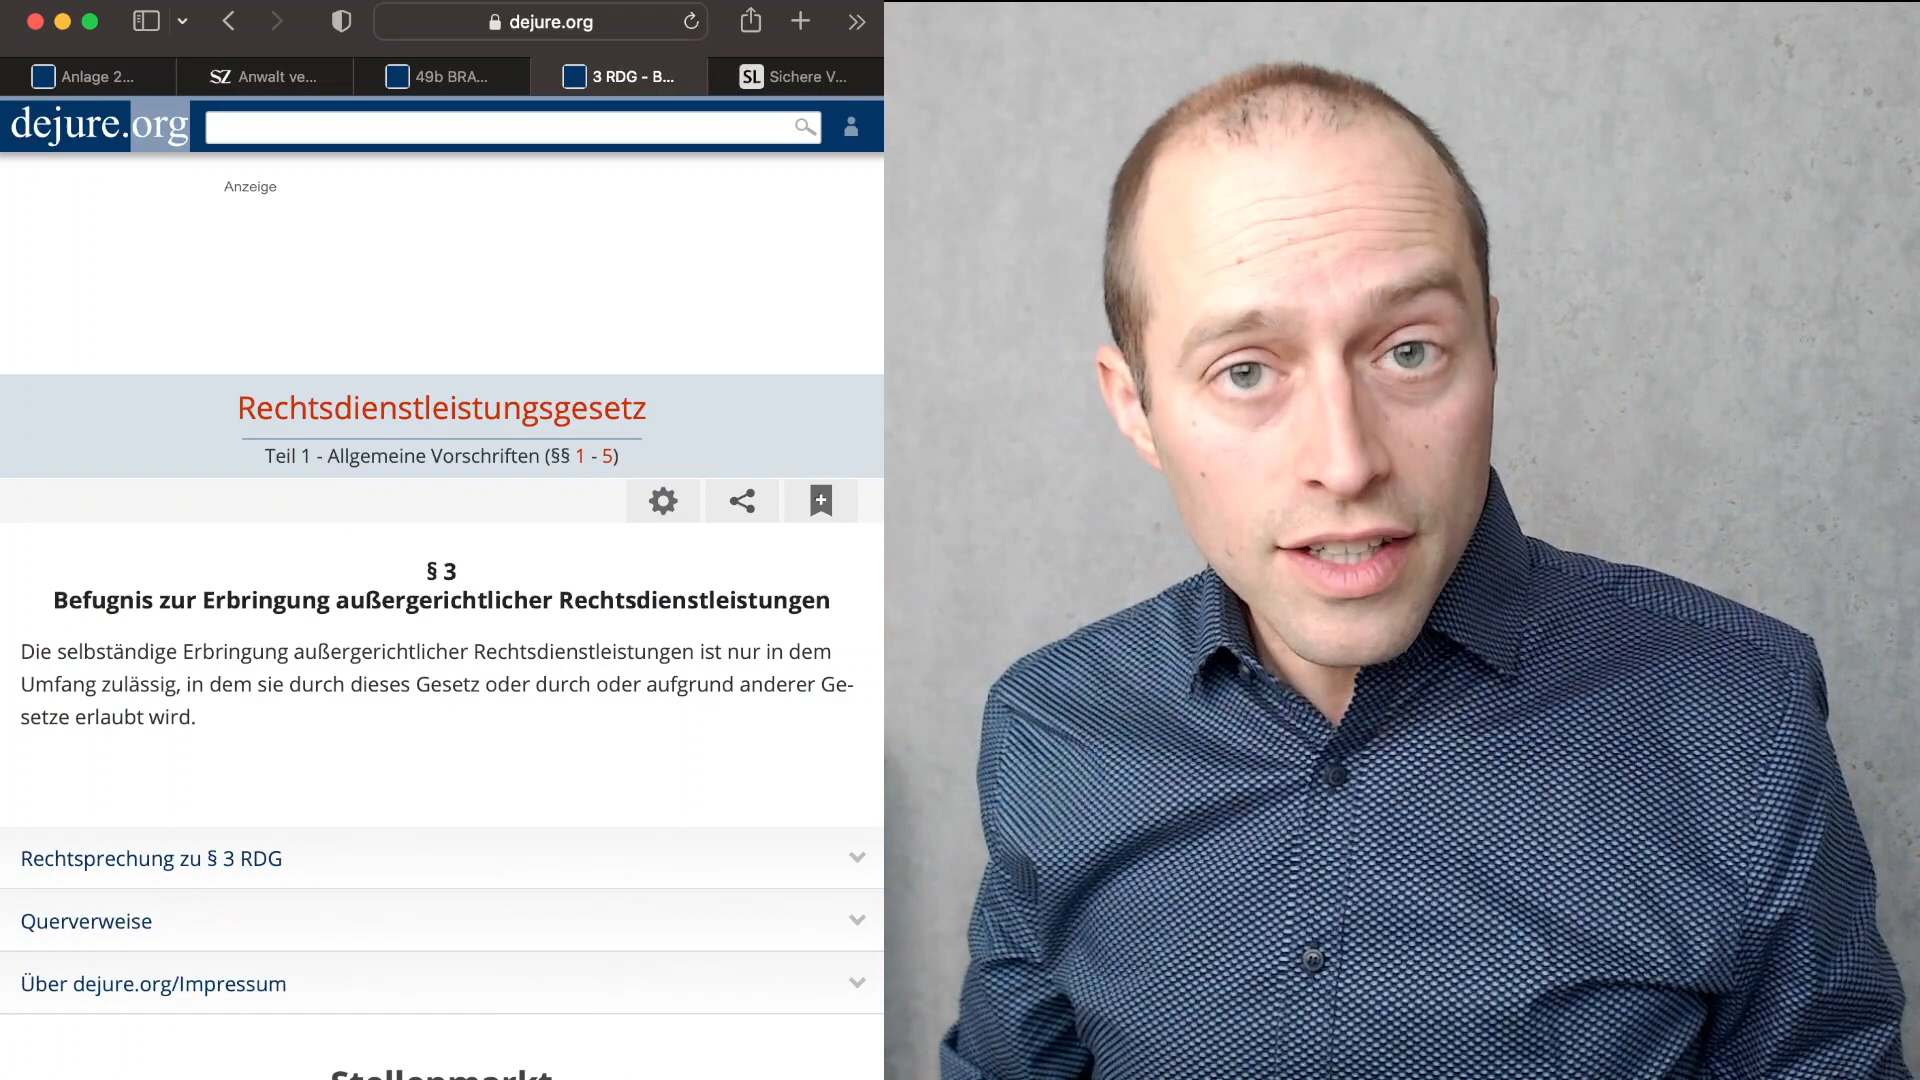 dejure.org
Anlage 2...
SZ Anwalt ve...
49b BRA...
3 RDG - B...
SL Sichere V...
dejure.org
Anzeige
Rechtsdienstleistungsgesetz
Teil 1 - Allgemeine Vorschriften (§§ 1 - 5)
§ 3
Befugnis zur Erbringung außergerichtlicher Rechtsdienstleistungen
Die selbständige Erbringung außergerichtlicher Rechtsdienstleistungen ist nur in dem
Umfang zulässig, in dem sie durch dieses Gesetz oder durch oder aufgrund anderer Ge-
setze erlaubt wird.
Rechtsprechung zu § 3 RDG
Querverweise
Über dejure.org/Impressum
Stellenmarkt